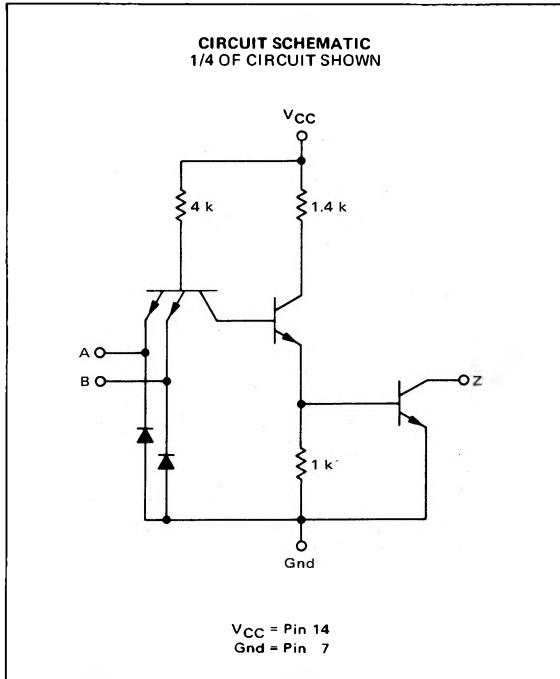 CIRCUIT SCHEMATIC
1/4 OF CIRCUIT SHOWN
VCC
4 k
1.4 k
A
B
Z
1 k
Gnd
VCC = Pin 14
Gnd = Pin 7